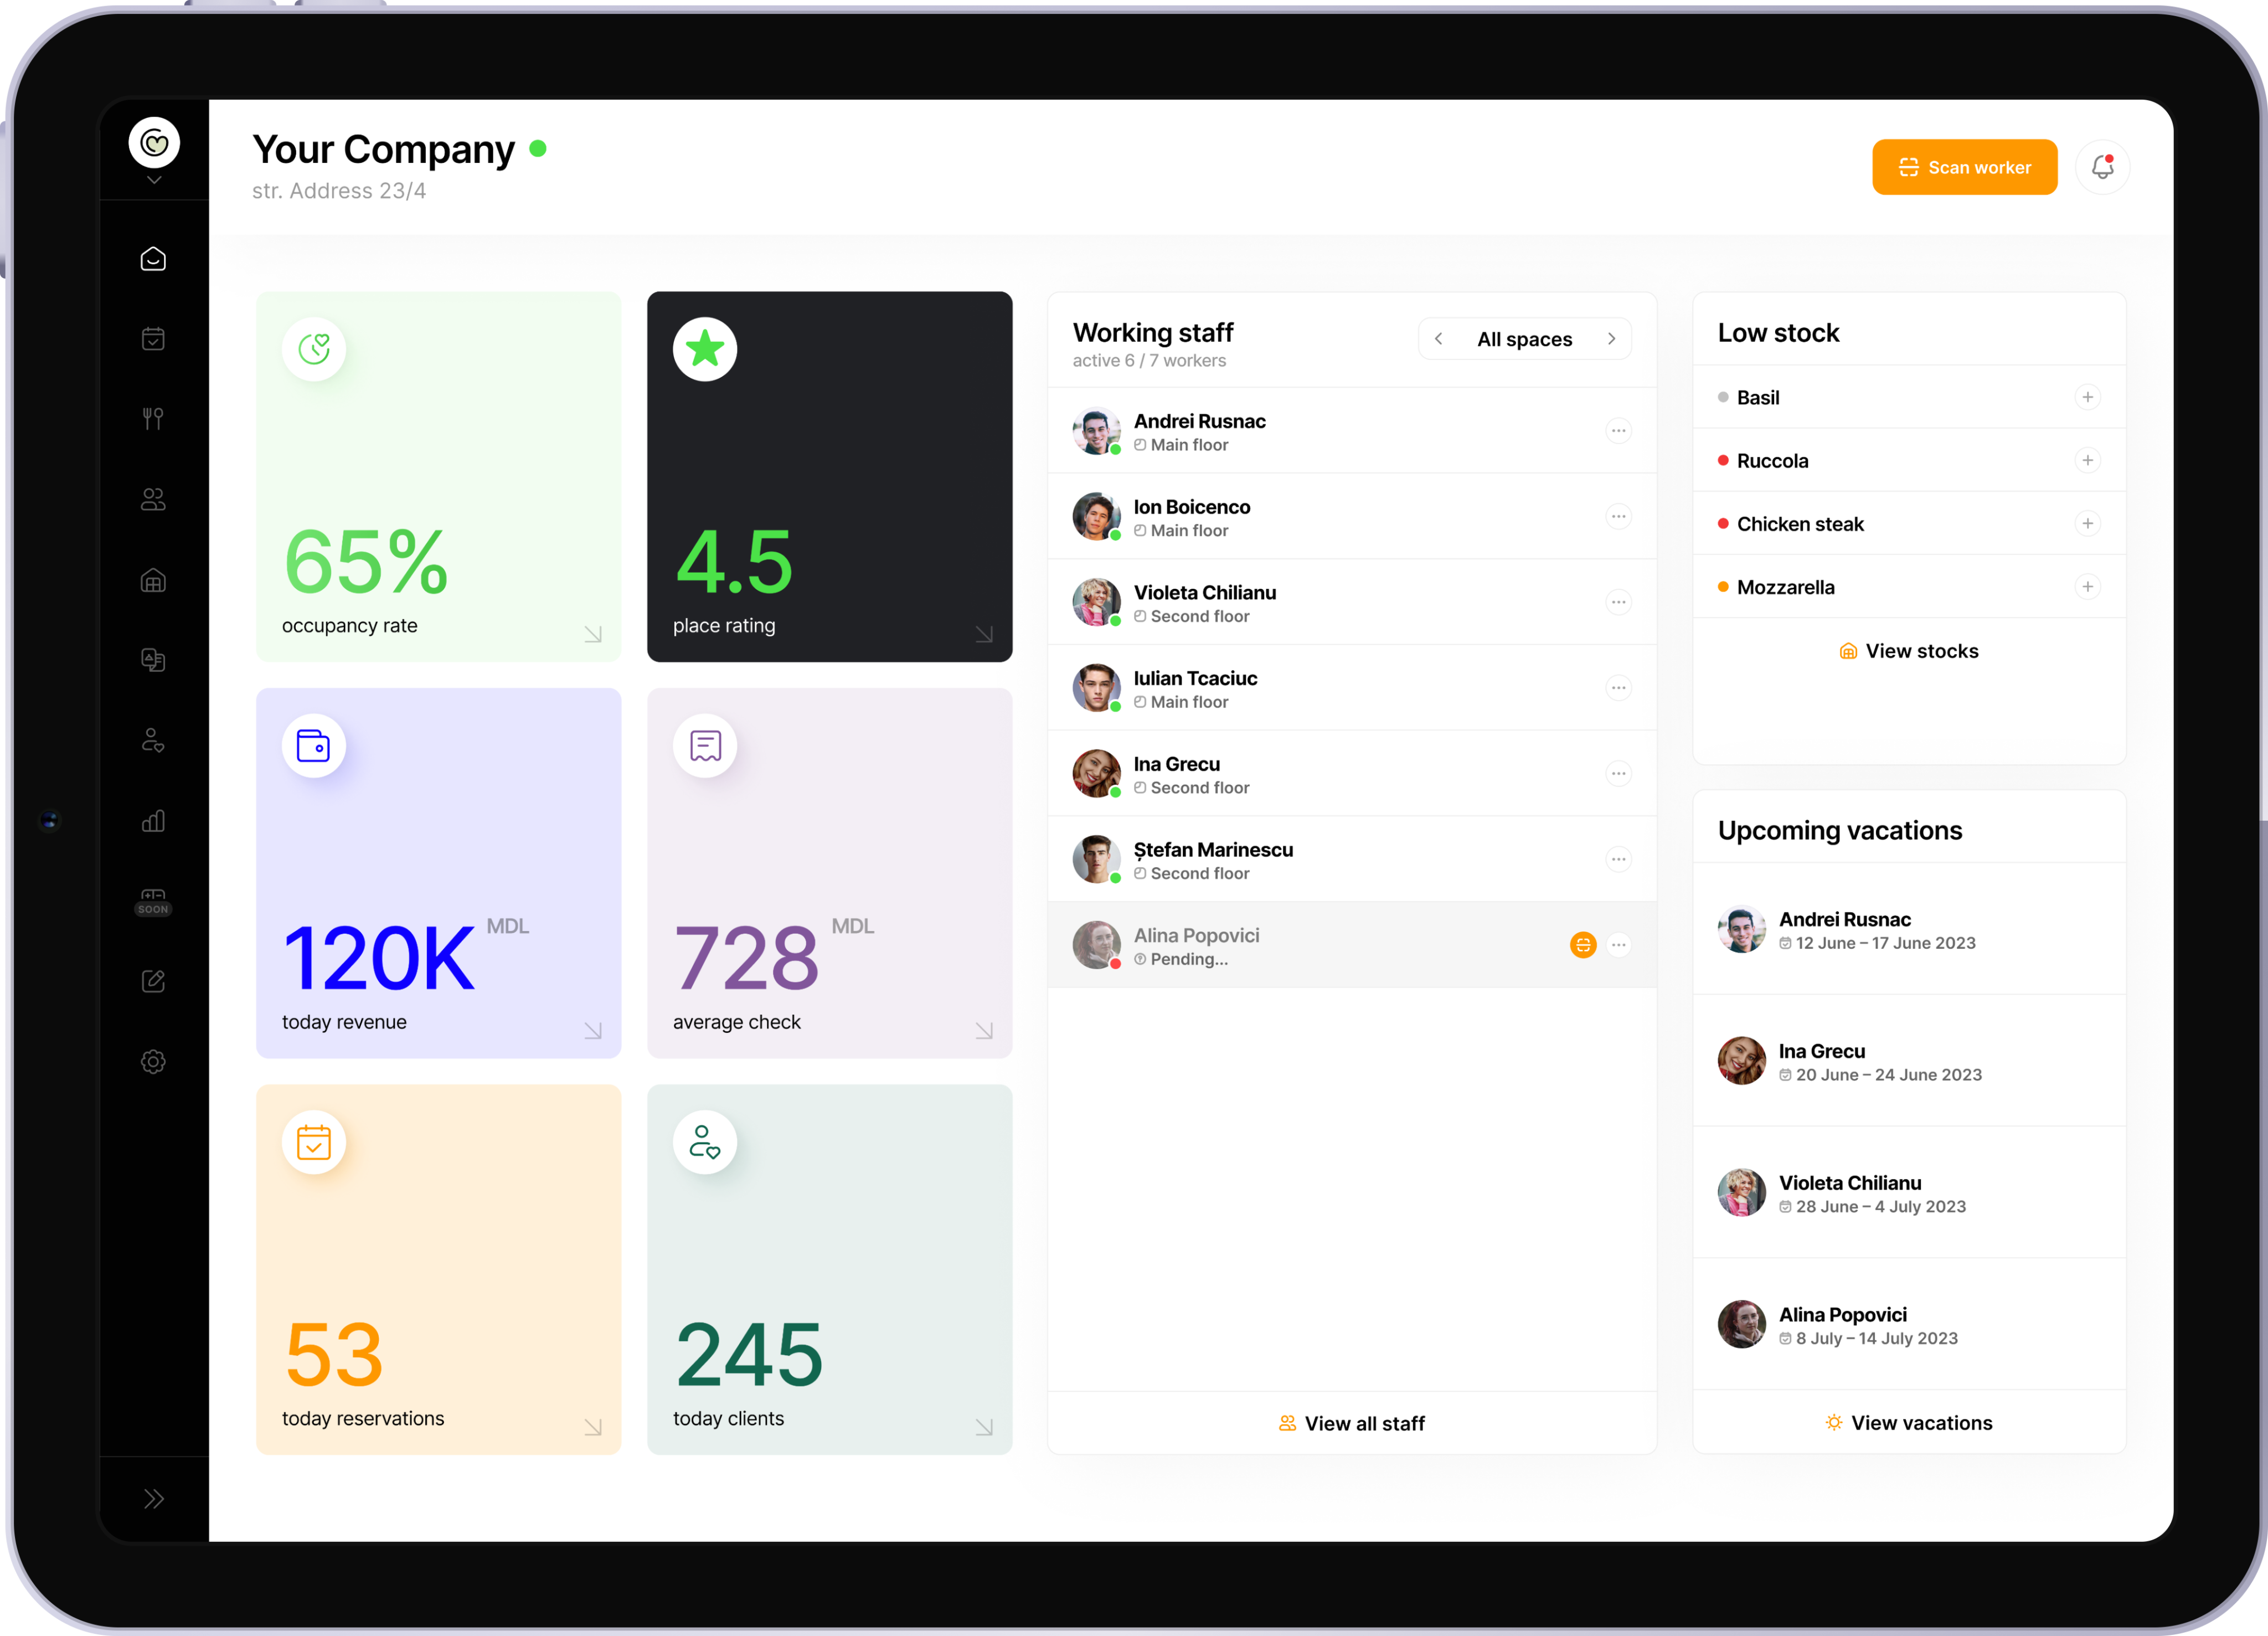 Your Company
str. Address 23/4
Scan worker
SOON
65%
occupancy rate
4.5
place rating
120K MDL
today revenue
728 MDL
average check
53
today reservations
245
today clients
Working staff
active 6 / 7 workers
All spaces
Andrei Rusnac
Main floor
Ion Boicenco
Main floor
Violeta Chilianu
Second floor
Iulian Tcaciuc
Main floor
Ina Grecu
Second floor
Ștefan Marinescu
Second floor
Alina Popovici
Pending...
View all staff
Low stock
Basil
Ruccola
Chicken steak
Mozzarella
View stocks
Upcoming vacations
Andrei Rusnac
12 June – 17 June 2023
Ina Grecu
20 June – 24 June 2023
Violeta Chilianu
28 June – 4 July 2023
Alina Popovici
8 July – 14 July 2023
View vacations